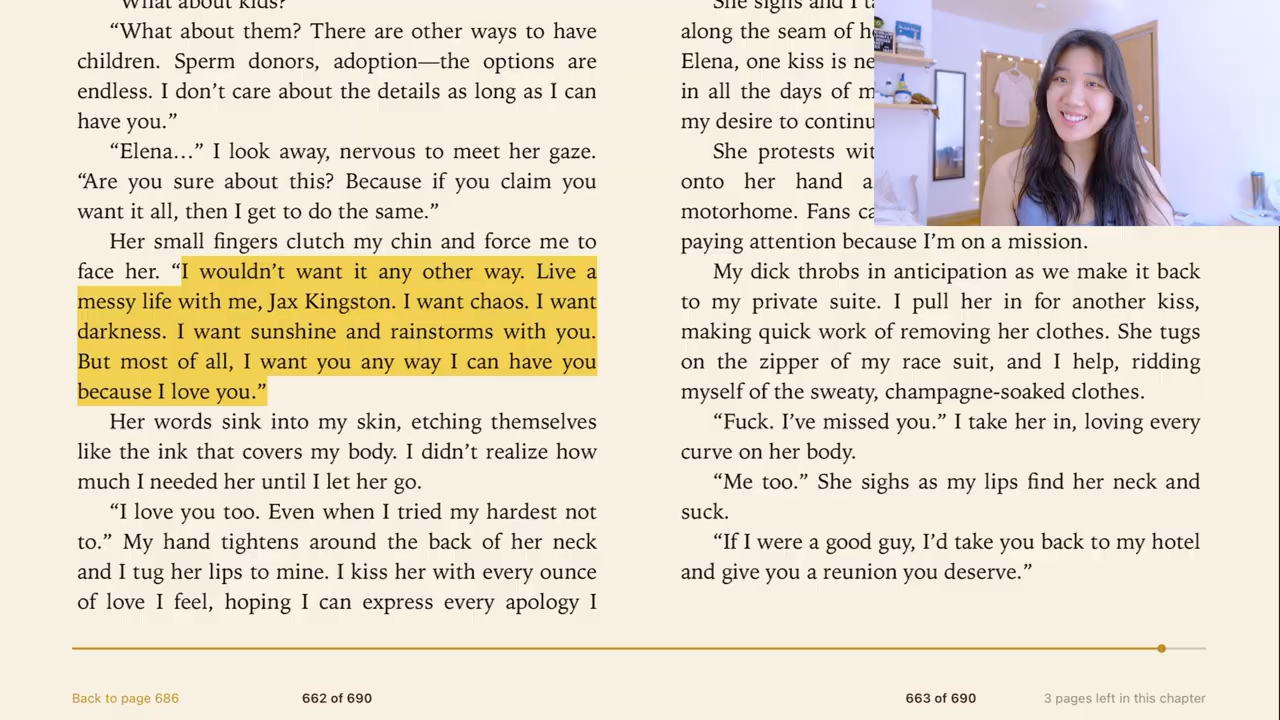 What about kids?
“What about them? There are other ways to have
children. Sperm donors, adoption—the options are
endless. I don’t care about the details as long as I can
have you.”
“Elena…” I look away, nervous to meet her gaze.
“Are you sure about this? Because if you claim you
want it all, then I get to do the same.”
Her small fingers clutch my chin and force me to
face her. “I wouldn’t want it any other way. Live a
messy life with me, Jax Kingston. I want chaos. I want
darkness. I want sunshine and rainstorms with you.
But most of all, I want you any way I can have you
because I love you.”
Her words sink into my skin, etching themselves
like the ink that covers my body. I didn’t realize how
much I needed her until I let her go.
“I love you too. Even when I tried my hardest not
to.” My hand tightens around the back of her neck
and I tug her lips to mine. I kiss her with every ounce
of love I feel, hoping I can express every apology I
She sighs and I
along the seam of
Elena, one kiss is
in all the days of
my desire to
She protests
onto her hand
motorhome. Fans
paying attention because I’m on a mission.
My dick throbs in anticipation as we make it back
to my private suite. I pull her in for another kiss,
making quick work of removing her clothes. She tugs
on the zipper of my race suit, and I help, ridding
myself of the sweaty, champagne-soaked clothes.
“Fuck. I’ve missed you.” I take her in, loving every
curve on her body.
“Me too.” She sighs as my lips find her neck and
suck.
“If I were a good guy, I’d take you back to my hotel
and give you a reunion you deserve.”
Back to page 686
662 of 690
663 of 690
3 pages left in this chapter